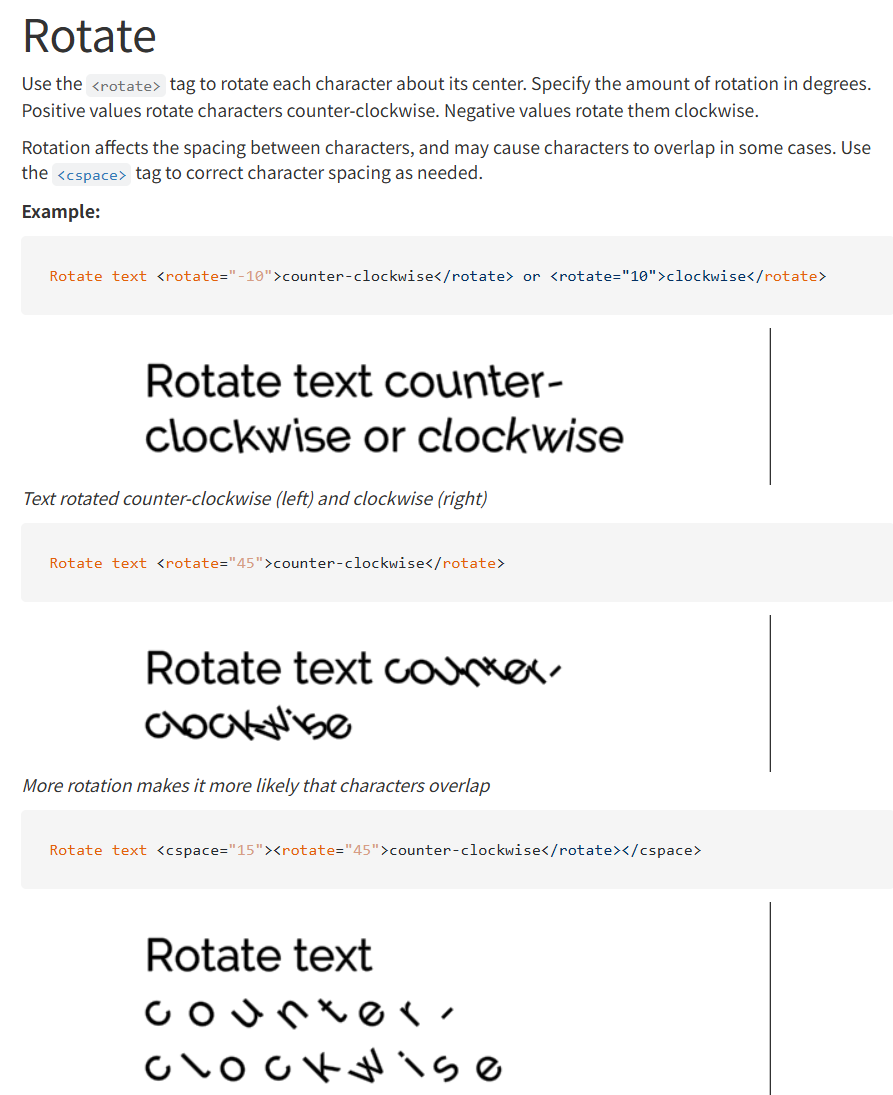 Rotate
Use the <rotate> tag to rotate each character about its center. Specify the amount of rotation in degrees.
Positive values rotate characters counter-clockwise. Negative values rotate them clockwise.
Rotation affects the spacing between characters, and may cause characters to overlap in some cases. Use
the <cspace> tag to correct character spacing as needed.
Example:
Rotate text <rotate="-10">counter-clockwise</rotate> or <rotate="10">clockwise</rotate>
Rotate text counter-
clockwise or clockwise
Text rotated counter-clockwise (left) and clockwise (right)
Rotate text <rotate="45">counter-clockwise</rotate>
Rotate text counter-
clockwise
More rotation makes it more likely that characters overlap
Rotate text <cspace="15"><rotate="45">counter-clockwise</rotate></cspace>
Rotate text
counter-
clockwise